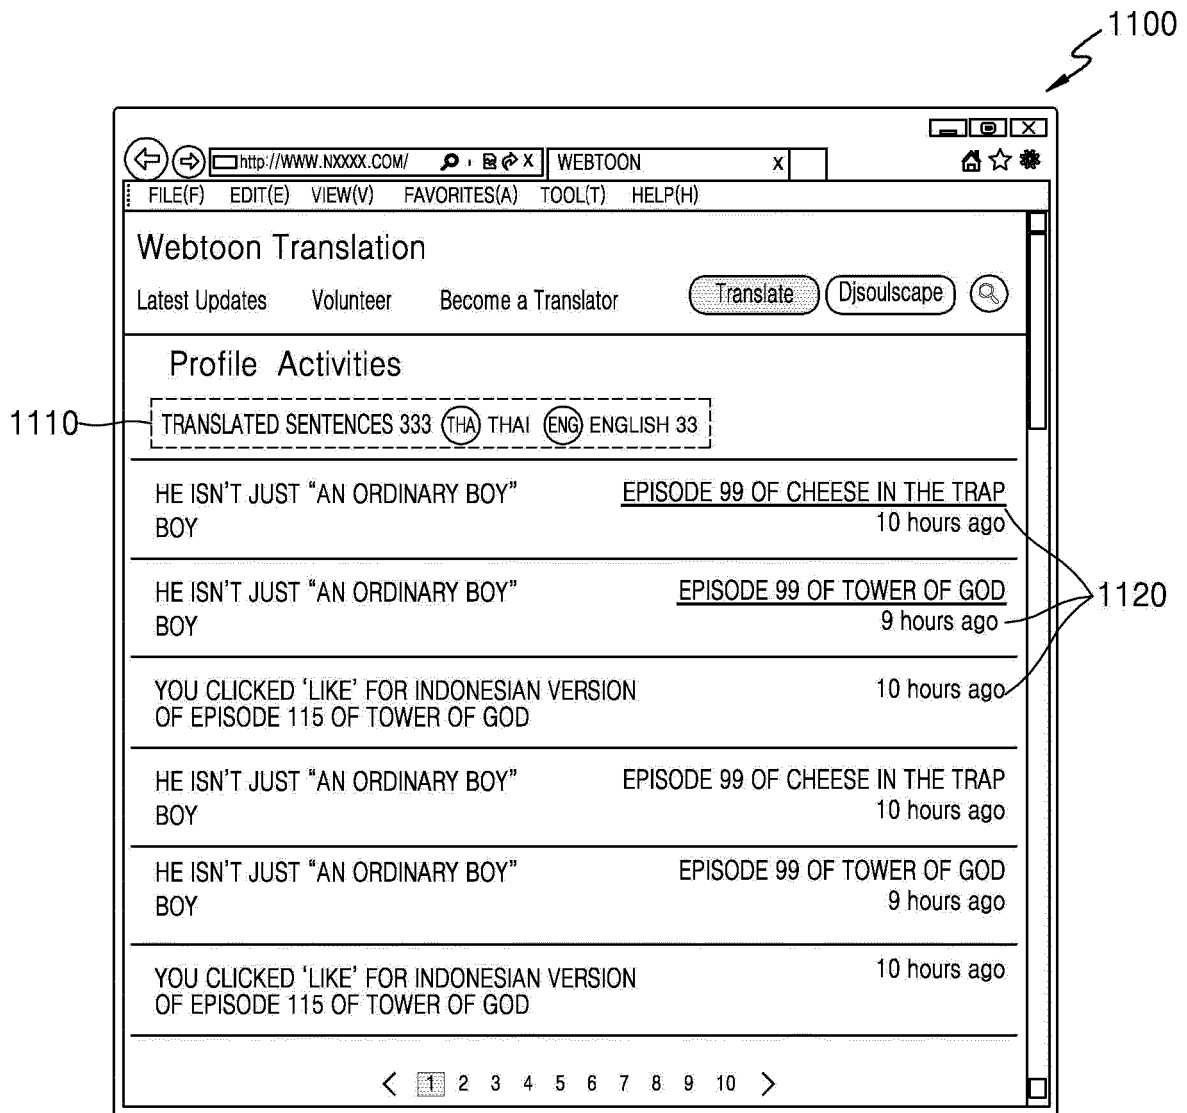 1100
http://WWW.NXXXX.COM/ X WEBTOON X
FILE(F) EDIT(E) VIEW(V) FAVORITES(A) TOOL(T) HELP(H)
Webtoon Translation
Latest Updates Volunteer Become a Translator Translate Djsoulscape
Profile Activities
1110 TRANSLATED SENTENCES 333 THA THAI ENG ENGLISH 33
HE ISN'T JUST “AN ORDINARY BOY” EPISODE 99 OF CHEESE IN THE TRAP
BOY 10 hours ago
HE ISN'T JUST “AN ORDINARY BOY” EPISODE 99 OF TOWER OF GOD
BOY 9 hours ago
1120
YOU CLICKED ‘LIKE’ FOR INDONESIAN VERSION 10 hours ago
OF EPISODE 115 OF TOWER OF GOD
HE ISN'T JUST “AN ORDINARY BOY” EPISODE 99 OF CHEESE IN THE TRAP
BOY 10 hours ago
HE ISN'T JUST “AN ORDINARY BOY” EPISODE 99 OF TOWER OF GOD
BOY 9 hours ago
YOU CLICKED ‘LIKE’ FOR INDONESIAN VERSION 10 hours ago
OF EPISODE 115 OF TOWER OF GOD
< 1 2 3 4 5 6 7 8 9 10 >